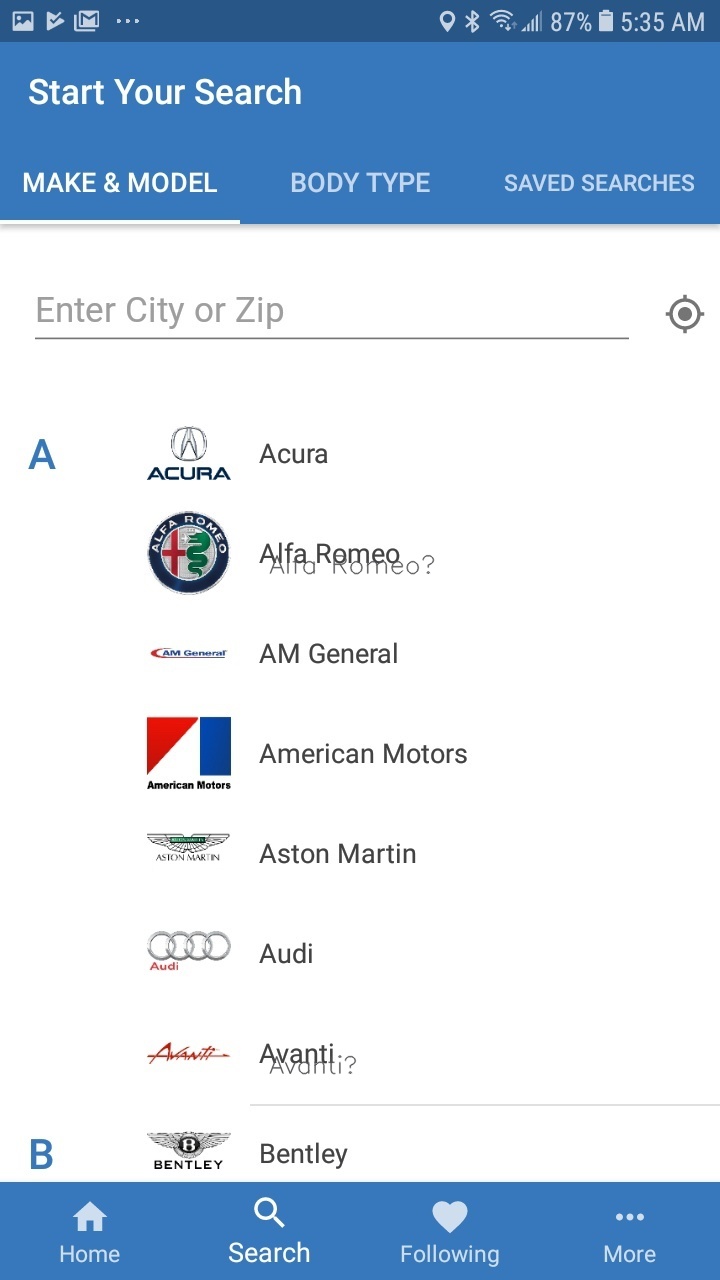 87% 5:35 AM
Start Your Search
MAKE & MODEL BODY TYPE SAVED SEARCHES
Enter City or Zip
A
ACURA
Acura
ALFA ROMEO
Alfa Romeo
Alfa Romeo?
AM General
AM General
American Motors
American Motors
ASTON MARTIN
ASTON MARTIN
Aston Martin
Audi
Audi
Avanti
Avanti
Avanti?
B
B
BENTLEY
Bentley
Home Search Following More